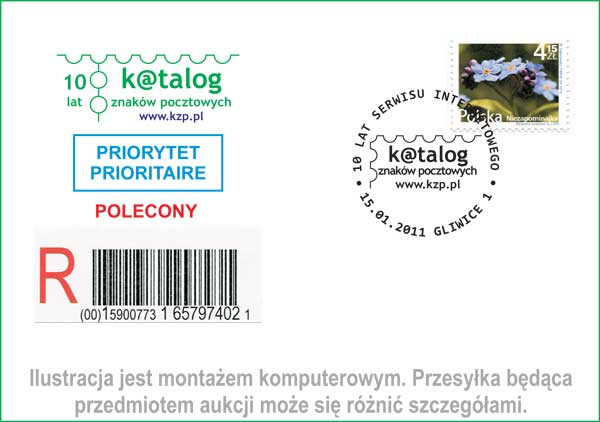 10 lat
k@talog
znaków pocztowych
www.kzp.pl
PRIORYTET
PRIORITAIRE
POLECONY
R
(00)15900773 1 65797402 1
4 15 ZŁ
Polska Niezapominajka
10 LAT SERWISU INTERNETOWEGO
k@talog
znaków pocztowych
www.kzp.pl
15.01.2011 GLIWICE 1
Ilustracja jest montażem komputerowym. Przesyłka będąca
przedmiotem aukcji może się różnić szczegółami.